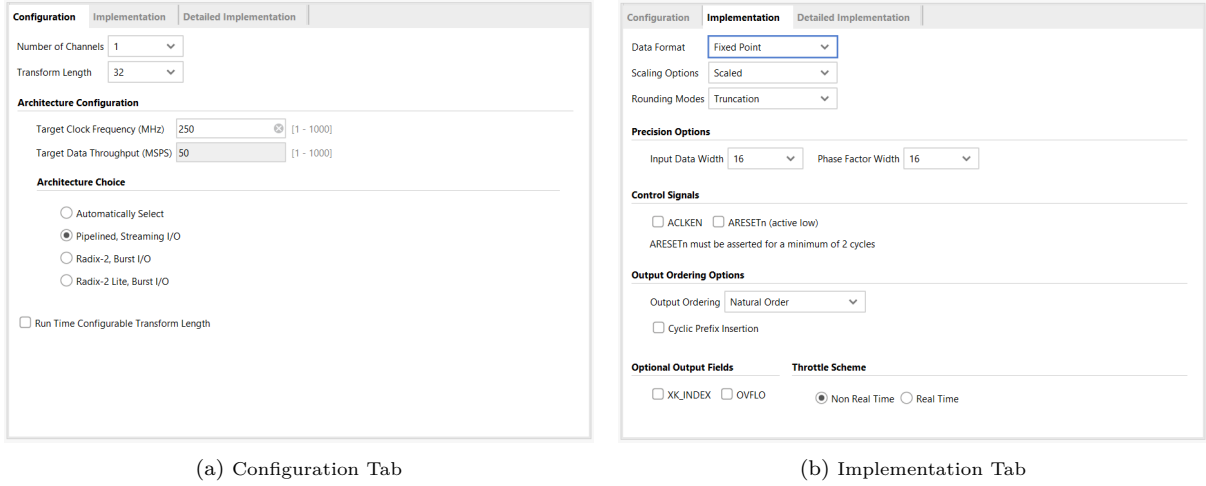 Configuration Implementation Detailed Implementation
Number of Channels 1
Transform Length 32
Architecture Configuration
Target Clock Frequency (MHz) 250 [1 - 1000]
Target Data Throughput (MSPS) 50 [1 - 1000]
Architecture Choice
Automatically Select
Pipelined, Streaming I/O
Radix-2, Burst I/O
Radix-2 Lite, Burst I/O
Run Time Configurable Transform Length
(a) Configuration Tab
Configuration Implementation Detailed Implementation
Data Format Fixed Point
Scaling Options Scaled
Rounding Modes Truncation
Precision Options
Input Data Width 16 Phase Factor Width 16
Control Signals
ACLKEN ARESETn (active low)
ARESETn must be asserted for a minimum of 2 cycles
Output Ordering Options
Output Ordering Natural Order
Cyclic Prefix Insertion
Optional Output Fields Throttle Scheme
XK_INDEX OVFLO Non Real Time Real Time
(b) Implementation Tab